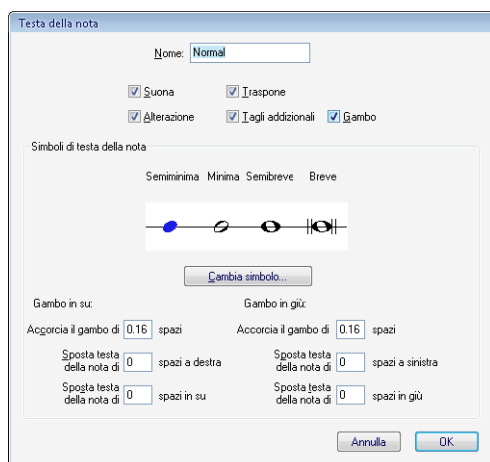 Testa della nota
Nome: Normal
Suona Traspone
Alterazione Tagli addizionali Gambo
Simboli di testa della nota
Semiminima Minima Semibreve Breve
Cambia simbolo...
Gambo in su: Gambo in giù:
Accorcia il gambo di 0.16 spazi Accorcia il gambo di 0.16 spazi
Sposta testa della nota di 0 spazi a destra Sposta testa della nota di 0 spazi a sinistra
Sposta testa della nota di 0 spazi in su Sposta testa della nota di 0 spazi in giù
Annulla OK